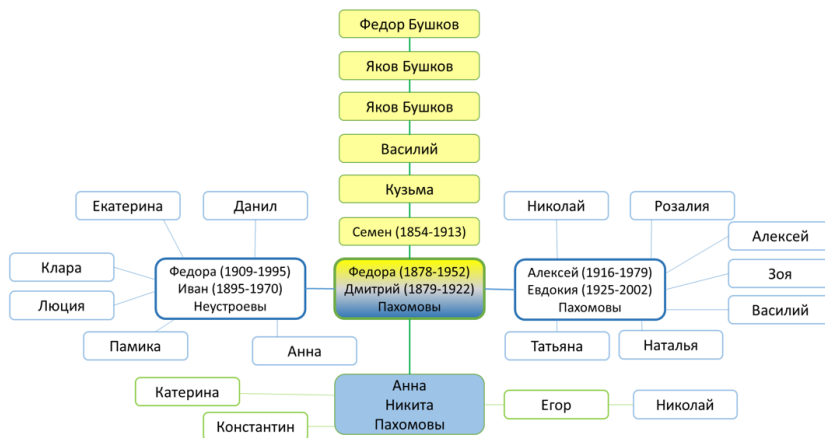 Федор Бушков
Яков Бушков
Яков Бушков
Василий
Кузьма
Семен (1854-1913)
Екатерина
Данил
Николай
Розалия
Алексей
Клара
Зоя
Люция
Василий
Федора (1909-1995)
Иван (1895-1970)
Неустроевы
Федора (1878-1952)
Дмитрий (1879-1922)
Пахомовы
Алексей (1916-1979)
Евдокия (1925-2002)
Пахомовы
Памика
Анна
Татьяна
Наталья
Катерина
Константин
Анна
Никита
Пахомовы
Егор
Николай